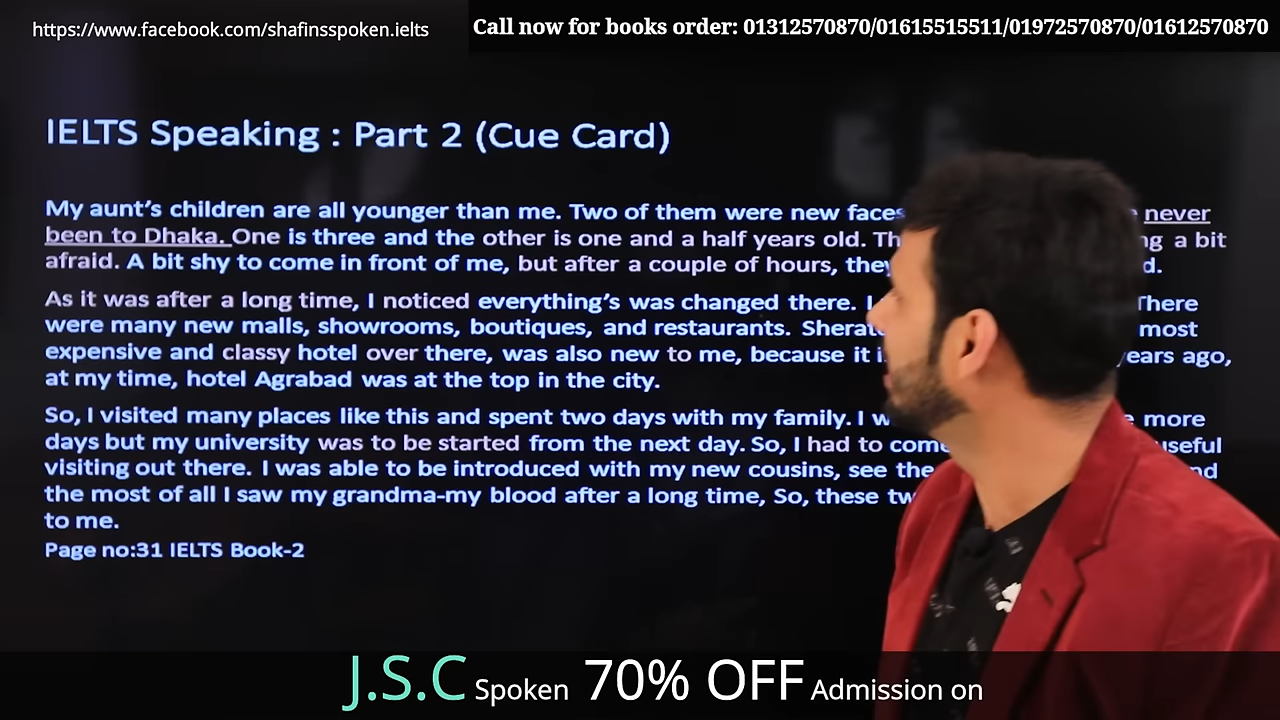 https://www.facebook.com/shafinsspoken.ielts
Call now for books order: 01312570870/01615515511/01972570870/01612570870
IELTS Speaking : Part 2 (Cue Card)
My aunt's children are all younger than me. Two of them were new faces never
been to Dhaka. One is three and the other is one and a half years old. a bit
afraid. A bit shy to come in front of me, but after a couple of hours,
As it was after a long time, I noticed everything's was changed there. There
were many new malls, showrooms, boutiques, and restaurants. most
expensive and classy hotel over there, was also new to me, because it years ago,
at my time, hotel Agrabad was at the top in the city.
So, I visited many places like this and spent two days with my family. I more
days but my university was to be started from the next day. So, I had to useful
visiting out there. I was able to be introduced with my new cousins, see
the most of all I saw my grandma-my blood after a long time, So, these
to me.
Page no:31 IELTS Book-2
J.S.C Spoken 70% OFF Admission on